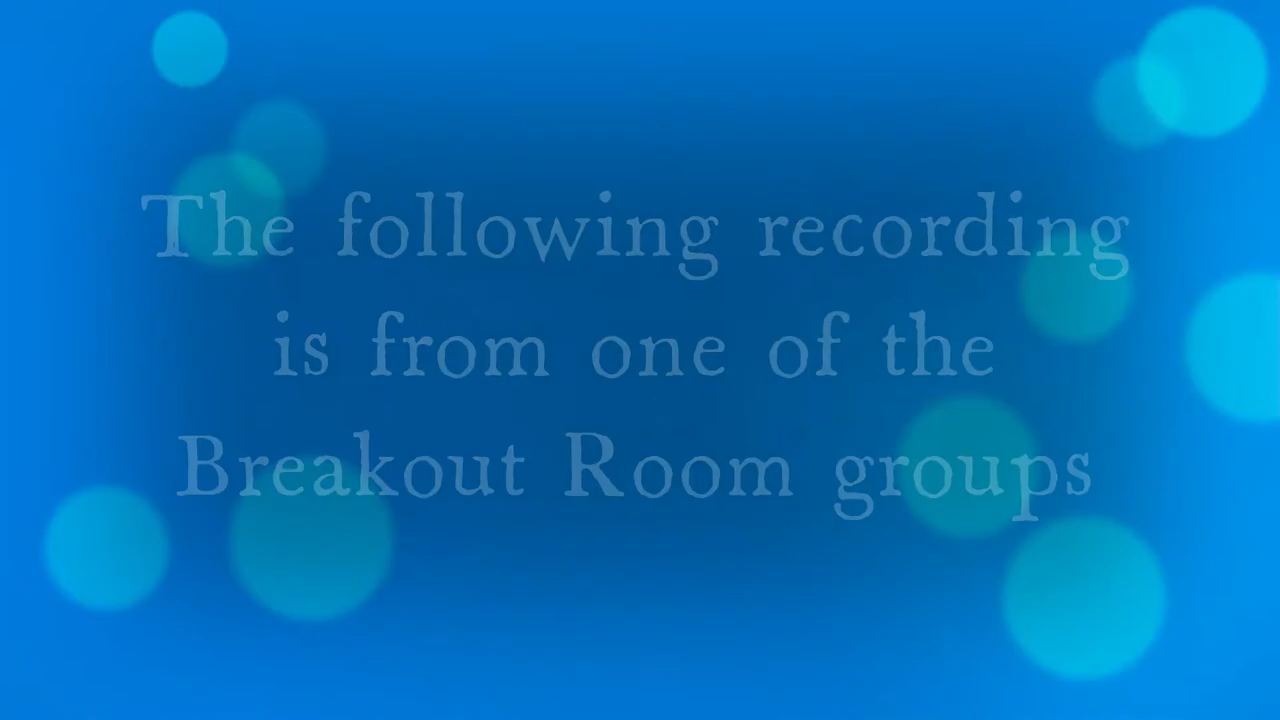 The following recording
is from one of the
Breakout Room groups